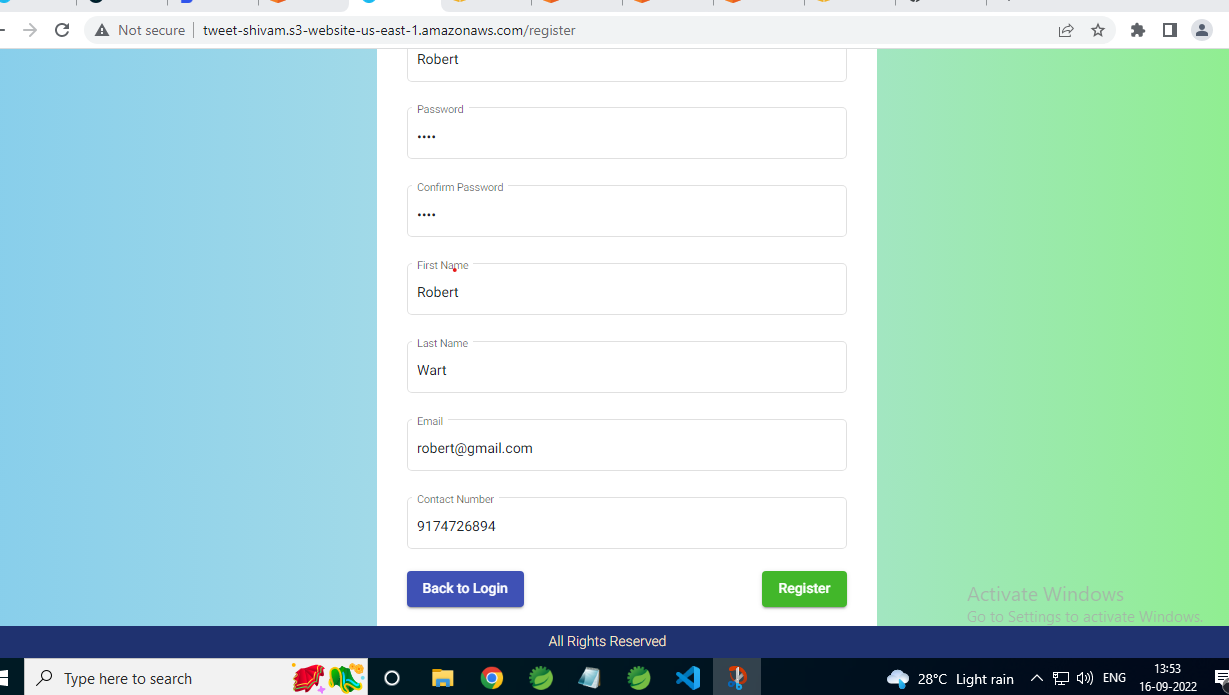 Not secure
tweet-shivam.s3-website-us-east-1.amazonaws.com/register
Robert
Password
••••
Confirm Password
••••
First Name
Robert
Last Name
Wart
Email
robert@gmail.com
Contact Number
9174726894
Back to Login
Register
Activate Windows
Go to Settings to activate Windows.
All Rights Reserved
Type here to search
28°C Light rain
ENG
13:53
16-09-2022